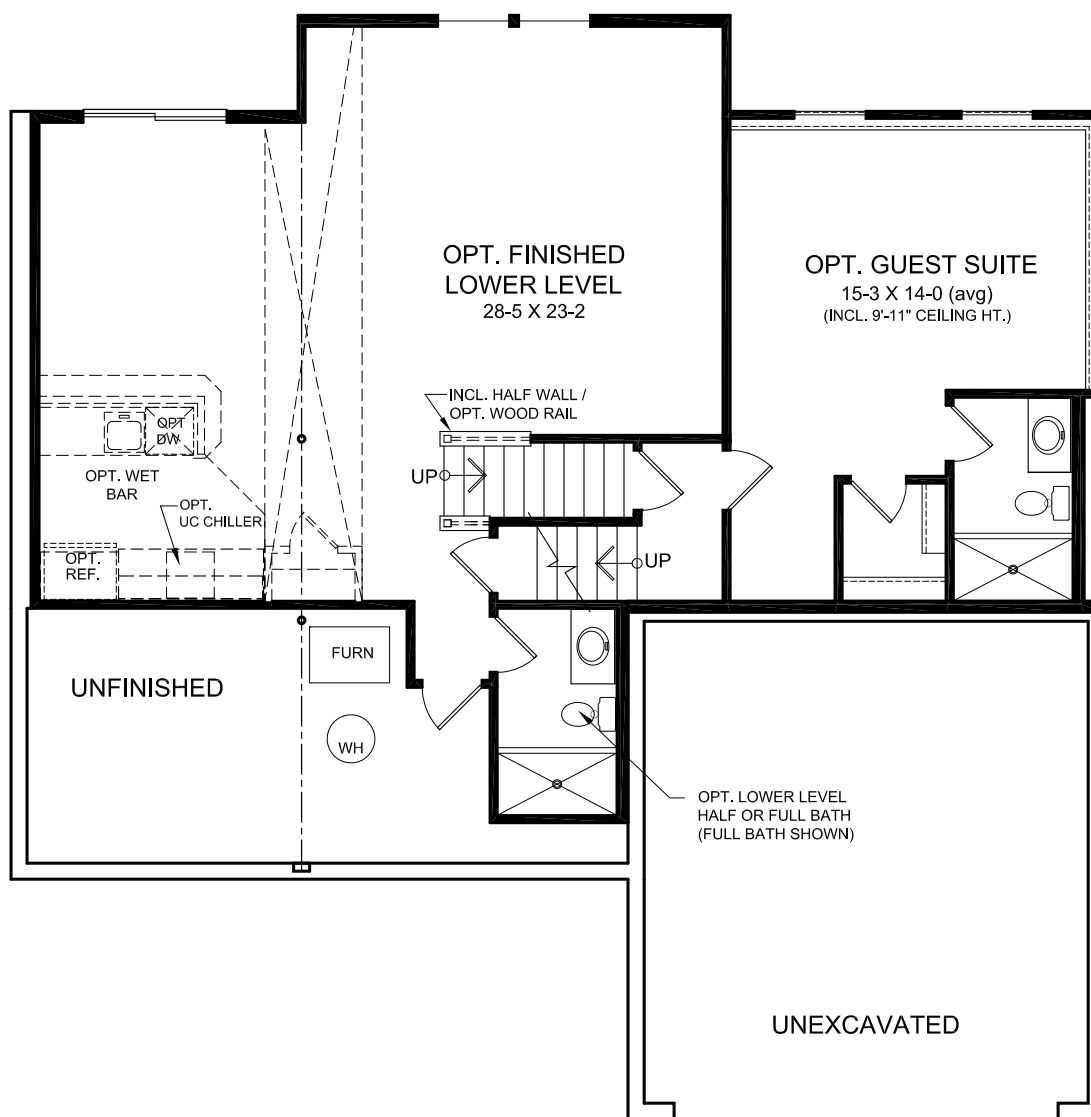 OPT. FINISHED
LOWER LEVEL
28-5 X 23-2
OPT. GUEST SUITE
15-3 X 14-0 (avg)
(INCL. 9'-11" CEILING HT.)
INCL. HALF WALL /
OPT. WOOD RAIL
OPT
DW
OPT. WET
BAR
UP
OPT.
UC CHILLER
OPT.
REF.
UP
FURN
UNFINISHED
WH
OPT. LOWER LEVEL
HALF OR FULL BATH
(FULL BATH SHOWN)
UNEXCAVATED